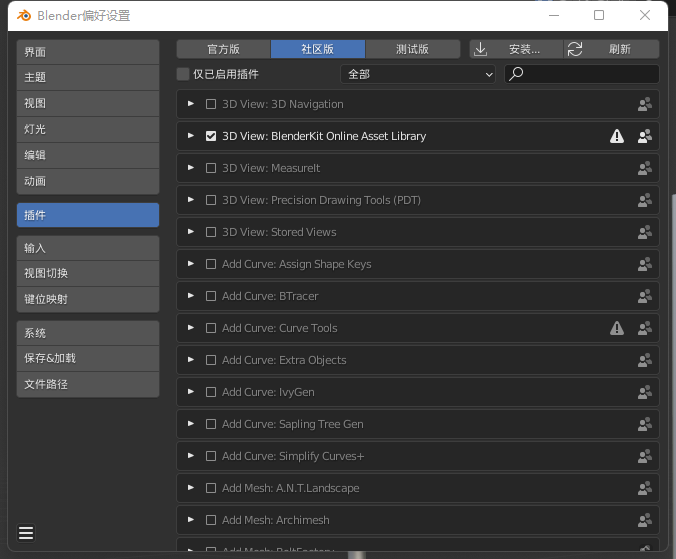 Blender偏好设置
界面
主题
视图
灯光
编辑
动画
插件
输入
视图切换
键位映射
系统
保存&加载
文件路径
官方版 社区版 测试版 安装... 刷新
仅已启用插件 全部
3D View: 3D Navigation
3D View: BlenderKit Online Asset Library
3D View: MeasureIt
3D View: Precision Drawing Tools (PDT)
3D View: Stored Views
Add Curve: Assign Shape Keys
Add Curve: BTracer
Add Curve: Curve Tools
Add Curve: Extra Objects
Add Curve: IvyGen
Add Curve: Sapling Tree Gen
Add Curve: Simplify Curves+
Add Mesh: A.N.T.Landscape
Add Mesh: Archimesh
Add Mesh: BoltFactory